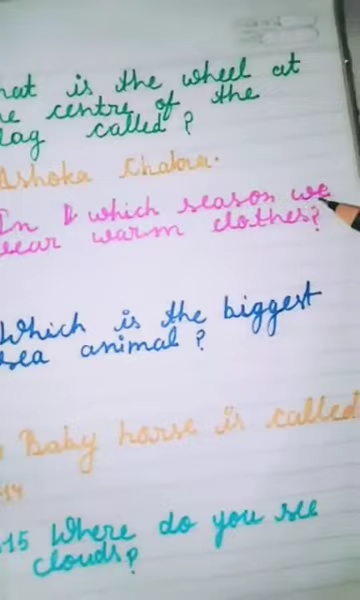 hat is the wheel at
e centre of the
lag called?
Ashoka Chakra.
In which season we
wear warm clothes?
Which is the biggest
sea animal?
Baby horse is called
14
15 Where do you see
clouds?